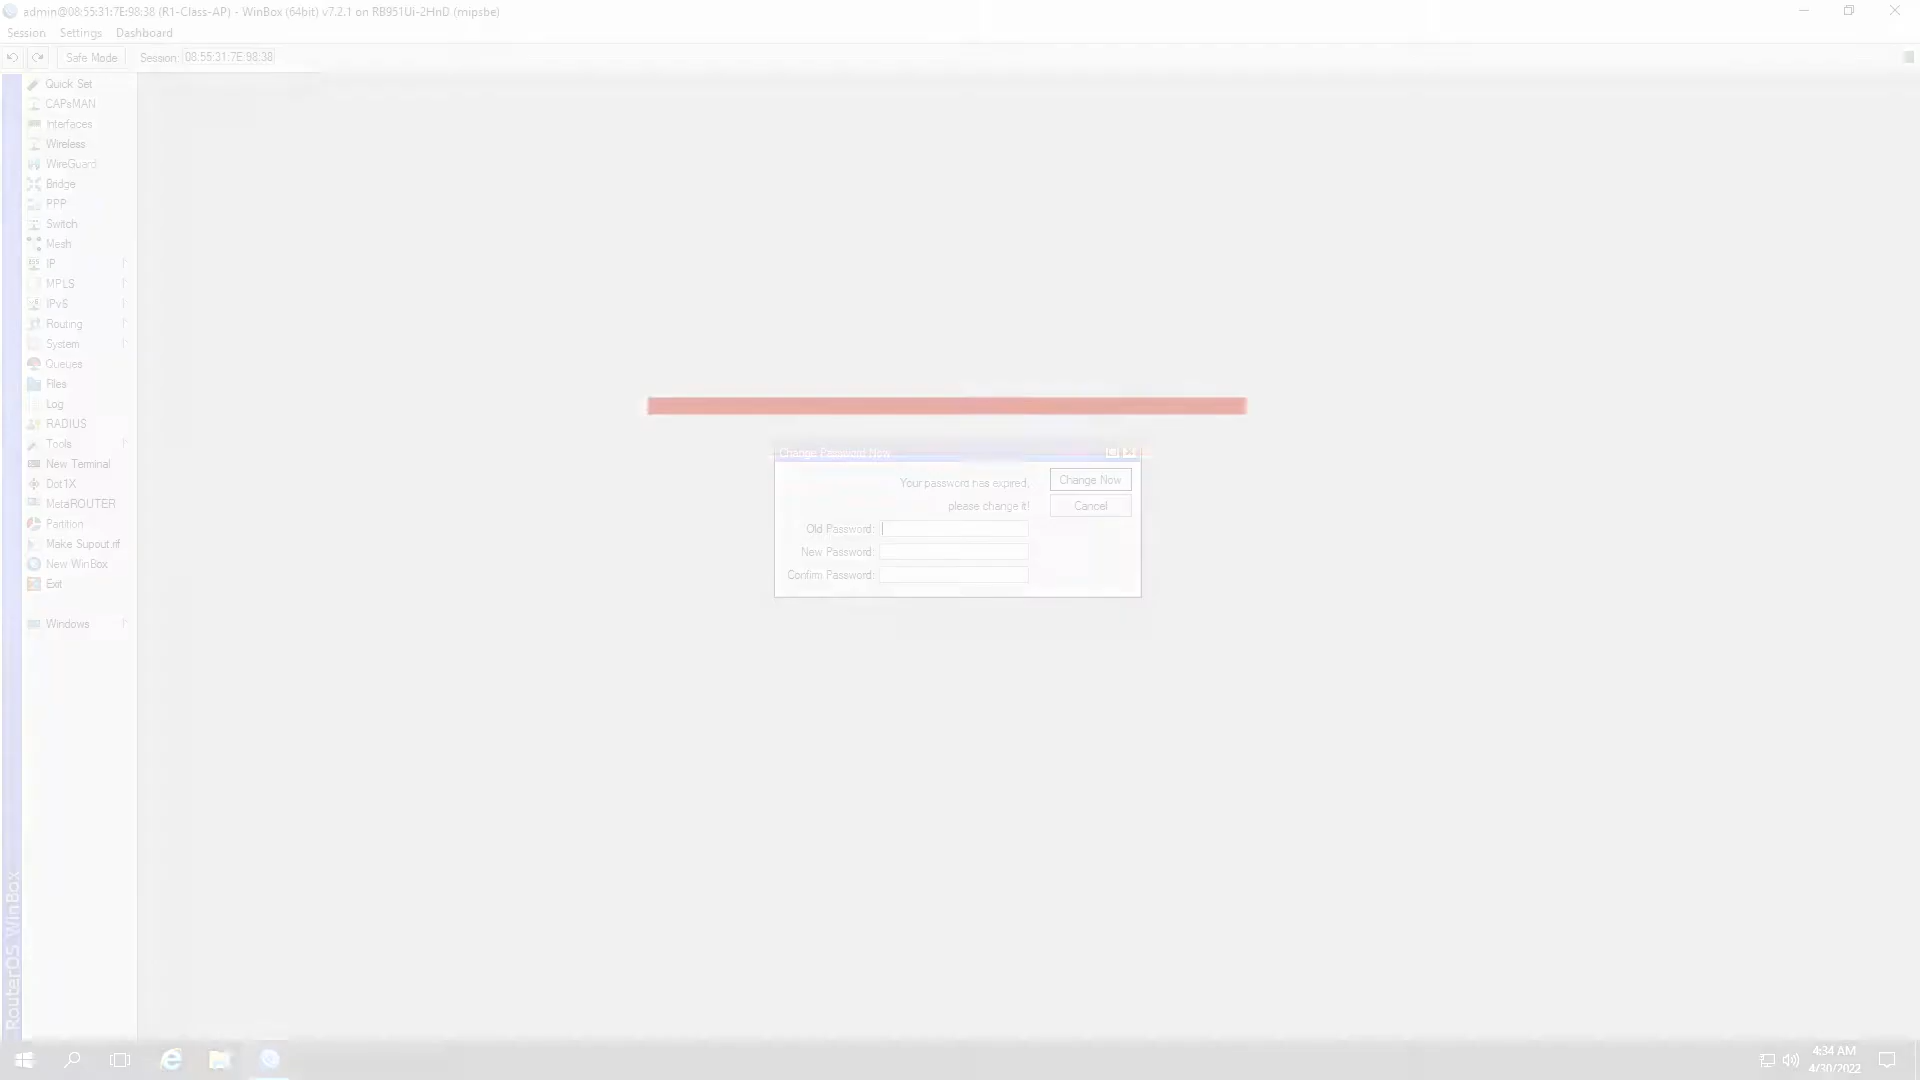 admin@08:55:31:7E:98:38 (R1-Class-AP) - WinBox (64bit) v7.2.1 on RB951Ui-2HnD (mipsbe)
Session Settings Dashboard
Safe Mode Session: 08:55:31:7E:98:38
Quick Set
CAPsMAN
Interfaces
Wireless
WireGuard
Bridge
PPP
Switch
Mesh
IP
MPLS
IPv6
Routing
System
Queues
Files
Log
RADIUS
Tools
New Terminal
Dot1X
MetaROUTER
Partition
Make Supout.rif
New WinBox
Exit
Windows
RouterOS WinBox
Change Password Now
Your password has expired,
please change it!
Change Now
Cancel
Old Password:
New Password:
Confirm Password:
4:34 AM
4/30/2022